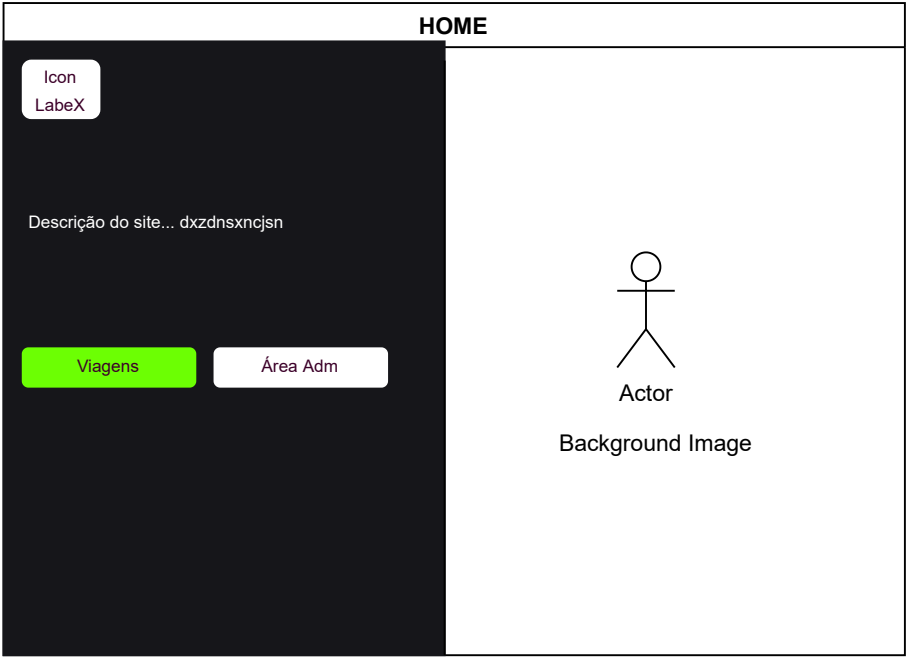 HOME
Icon
LabeX
Descrição do site... dxzdnsxncjsn
Viagens
Área Adm
Actor
Background Image